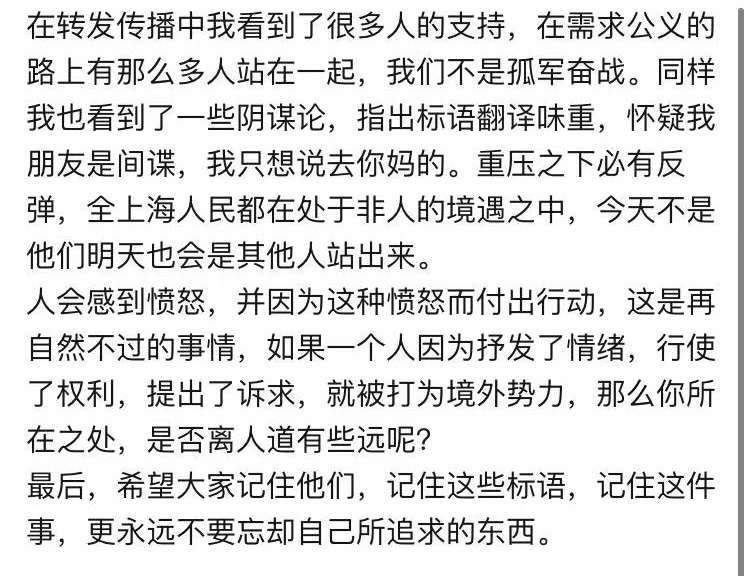 在转发传播中我看到了很多人的支持，在需求公义的
路上有那么多人站在一起，我们不是孤军奋战。同样
我也看到了一些阴谋论，指出标语翻译味重，怀疑我
朋友是间谍，我只想说去你妈的。重压之下必有反
弹，全上海人民都在处于非人的境遇之中，今天不是
他们明天也会是其他人站出来。
人会感到愤怒，并因为这种愤怒而付出行动，这是再
自然不过的事情，如果一个人因为抒发了情绪，行使
了权利，提出了诉求，就被打为境外势力，那么你所
在之处，是否离人道有些远呢？
最后，希望大家记住他们，记住这些标语，记住这件
事，更永远不要忘却自己所追求的东西。